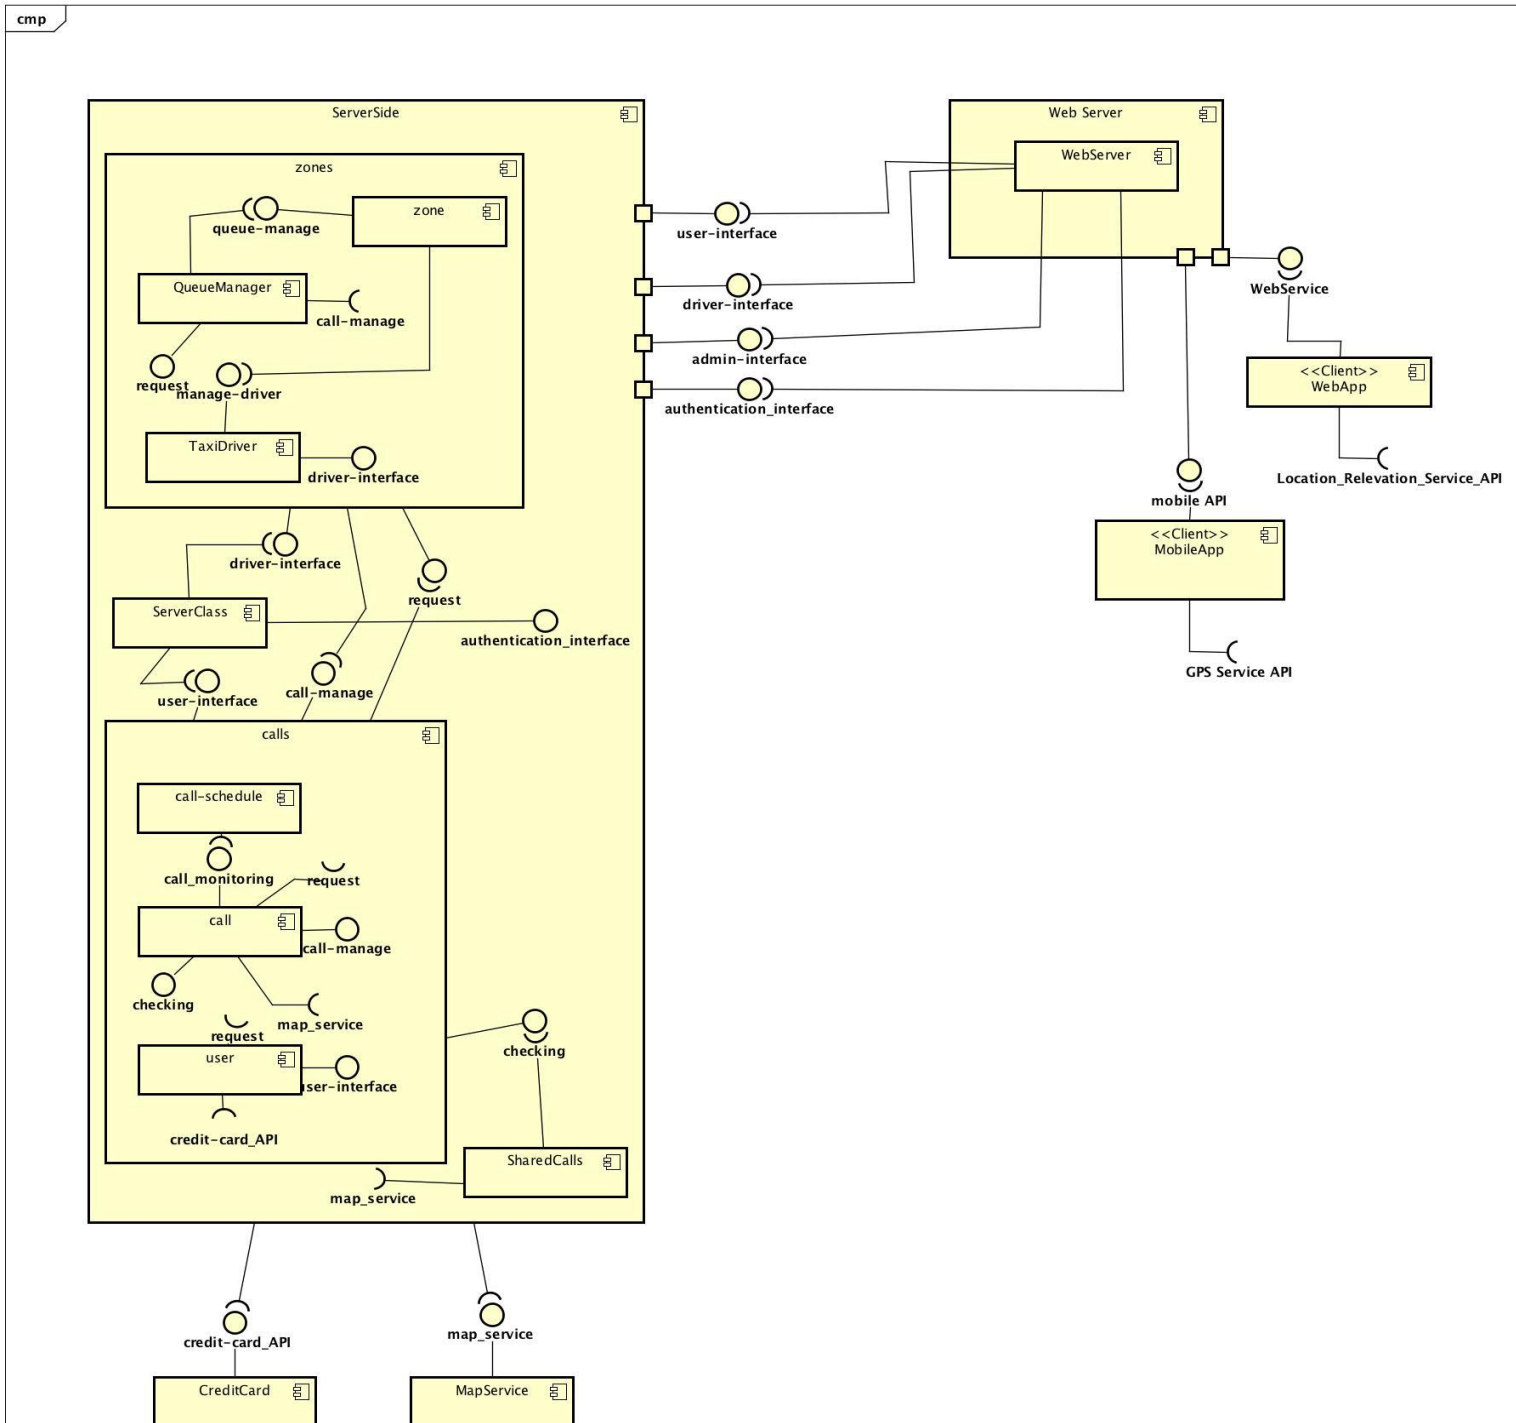 cmp
ServerSide
zones
queue-manage
zone
QueueManager
call-manage
request
manage-driver
TaxiDriver
driver-interface
driver-interface
request
ServerClass
authentication_interface
user-interface
call-manage
calls
call-schedule
call_monitoring
request
call
call-manage
checking
map_service
request
user
user-interface
credit-card_API
checking
SharedCalls
map_service
credit-card_API
map_service
CreditCard
MapService
user-interface
driver-interface
admin-interface
authentication_interface
Web Server
WebServer
WebService
<<Client>>
WebApp
Location_Relevation_Service_API
mobile API
<<Client>>
MobileApp
GPS Service API